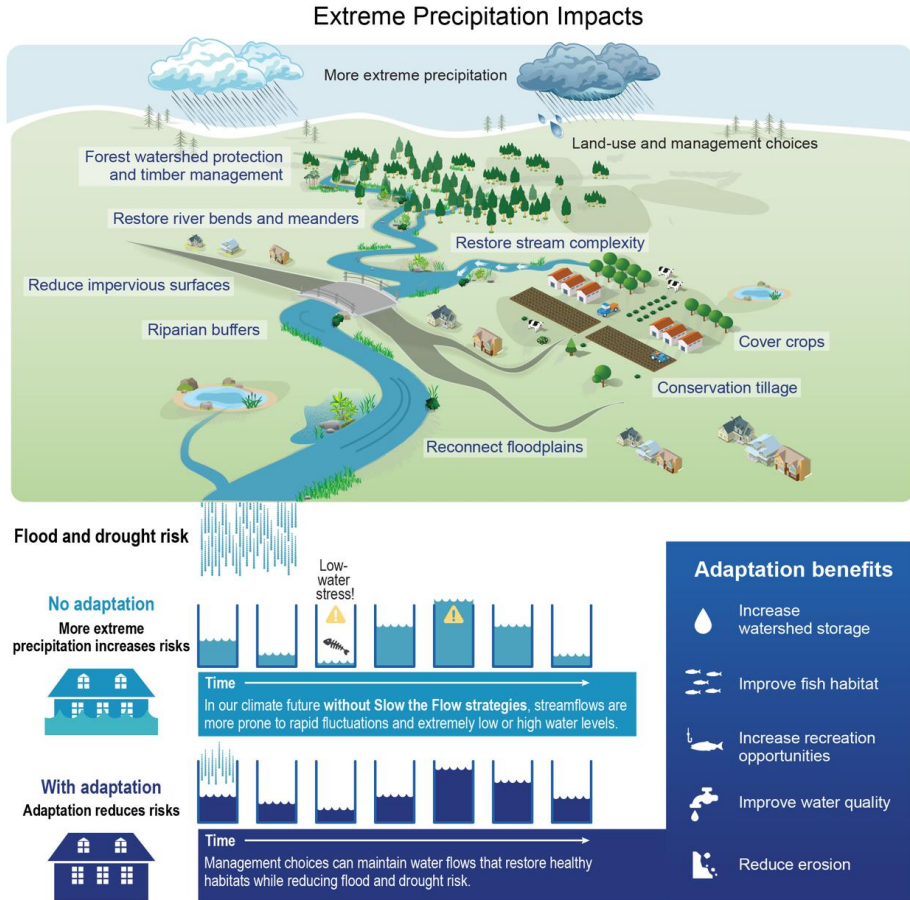 Extreme Precipitation Impacts
More extreme precipitation
Land-use and management choices
Forest watershed protection
and timber management
Restore river bends and meanders
Restore stream complexity
Reduce impervious surfaces
Riparian buffers
Cover crops
Conservation tillage
Reconnect floodplains
Flood and drought risk
No adaptation
More extreme
precipitation increases risks
Low-
water
stress!
!
!
Time
In our climate future without Slow the Flow strategies, streamflows are
more prone to rapid fluctuations and extremely low or high water levels.
With adaptation
Adaptation reduces risks
Time
Management choices can maintain water flows that restore healthy
habitats while reducing flood and drought risk.
Adaptation benefits
Increase
watershed storage
Improve fish habitat
Increase recreation
opportunities
Improve water quality
Reduce erosion